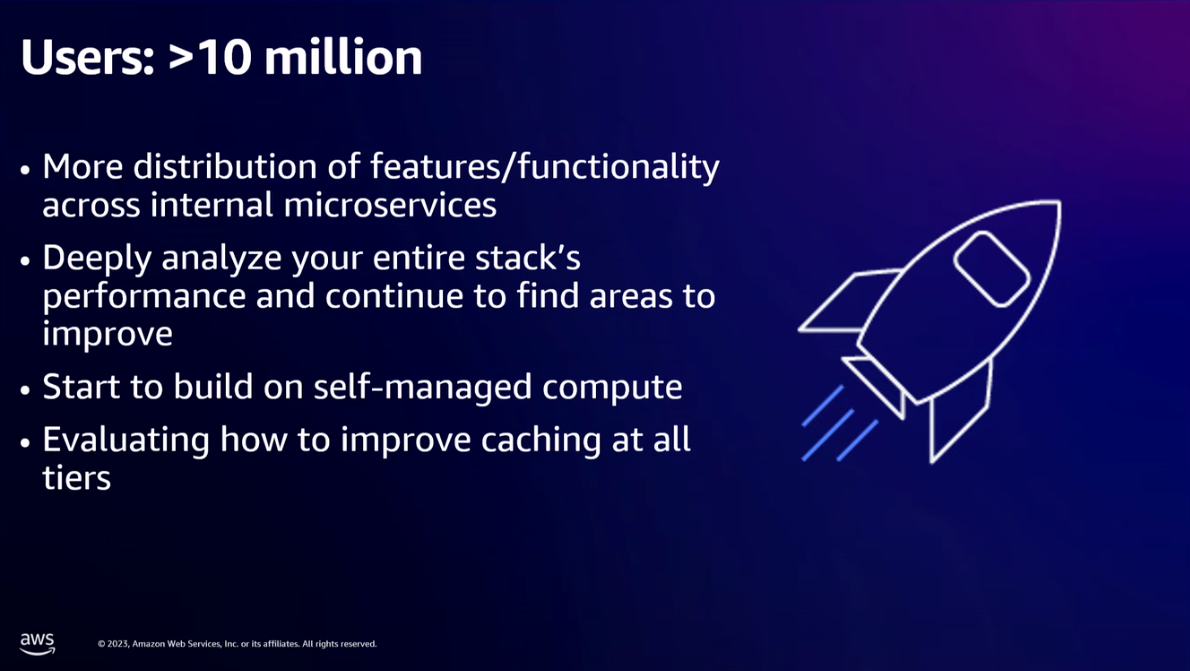 Users: >10 million
• More distribution of features/functionality
across internal microservices
• Deeply analyze your entire stack’s
performance and continue to find areas to
improve
• Start to build on self-managed compute
• Evaluating how to improve caching at all
tiers
aws
© 2023, Amazon Web Services, Inc. or its affiliates. All rights reserved.